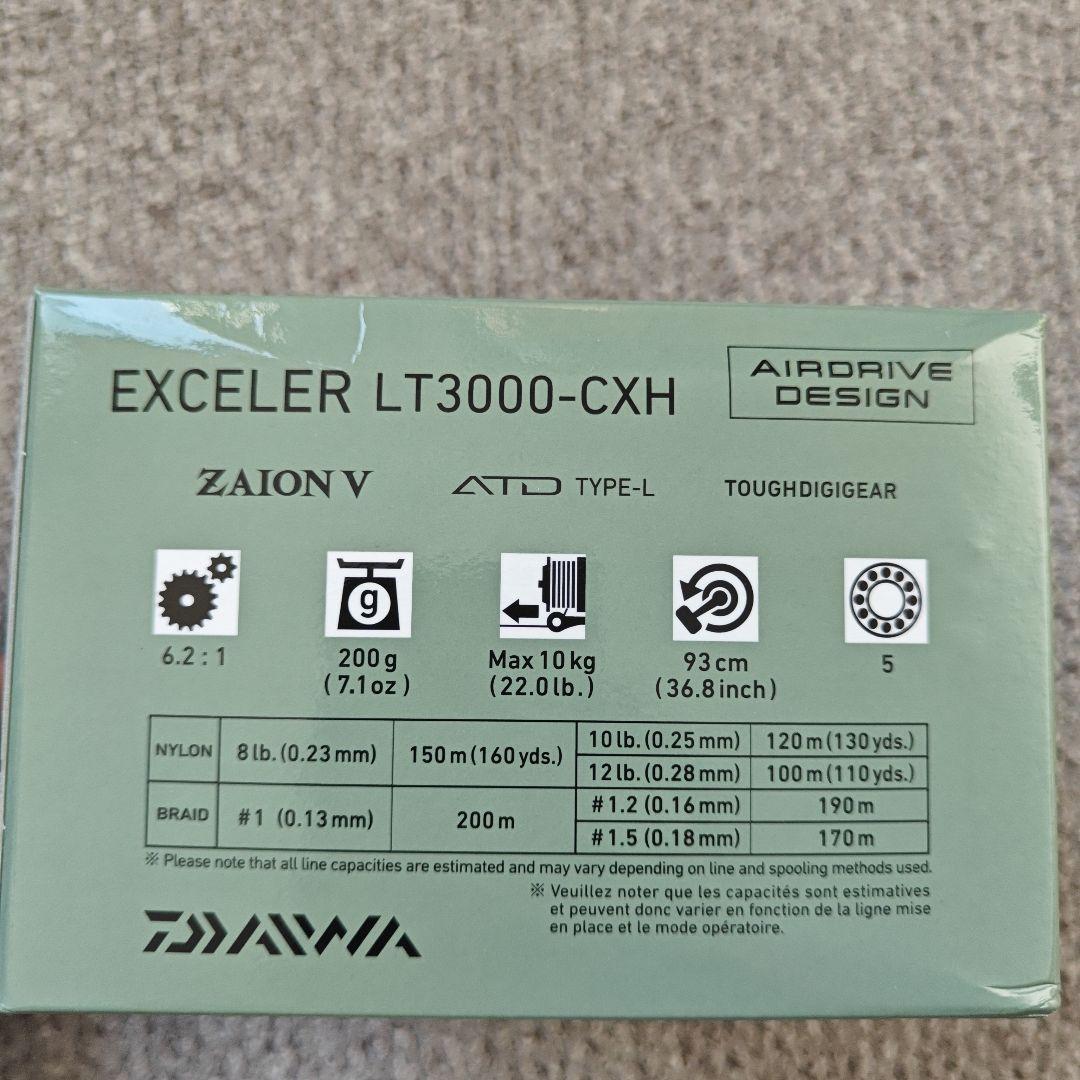 EXCELER LT3000-CXH
AIRDRIVE
DESIGN
ZAION V
ATD TYPE-L
TOUGHDIGIGEAR
g
6.2 : 1
200 g
(7.1 oz)
Max 10 kg
(22.0 lb.)
93 cm
(36.8 inch)
5
NYLON 8 lb. (0.23 mm) 150 m (160 yds.) 10 lb. (0.25 mm) 120 m (130 yds.)
12 lb. (0.28 mm) 100 m (110 yds.)
BRAID #1 (0.13 mm) 200 m #1.2 (0.16 mm) 190 m
#1.5 (0.18 mm) 170 m
※ Please note that all line capacities are estimated and may vary depending on line and spooling methods used.
※ Veuillez noter que les capacités sont estimatives
et peuvent donc varier en fonction de la ligne mise
en place et le mode opératoire.
DAIWA